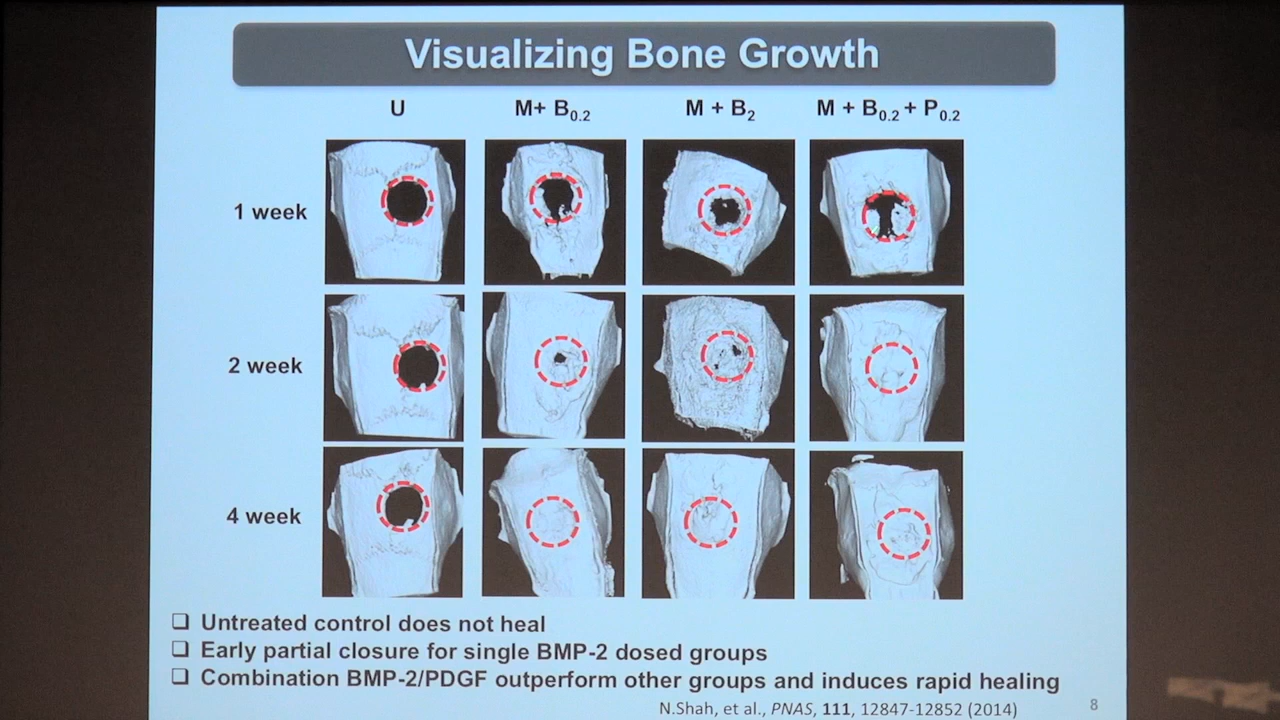 Visualizing Bone Growth
U M+ B0.2 M + B2 M + B0.2 + P0.2
1 week
2 week
4 week
❑ Untreated control does not heal
❑ Early partial closure for single BMP-2 dosed groups
❑ Combination BMP-2/PDGF outperform other groups and induces rapid healing
N.Shah, et al., PNAS, 111, 12847-12852 (2014)
8